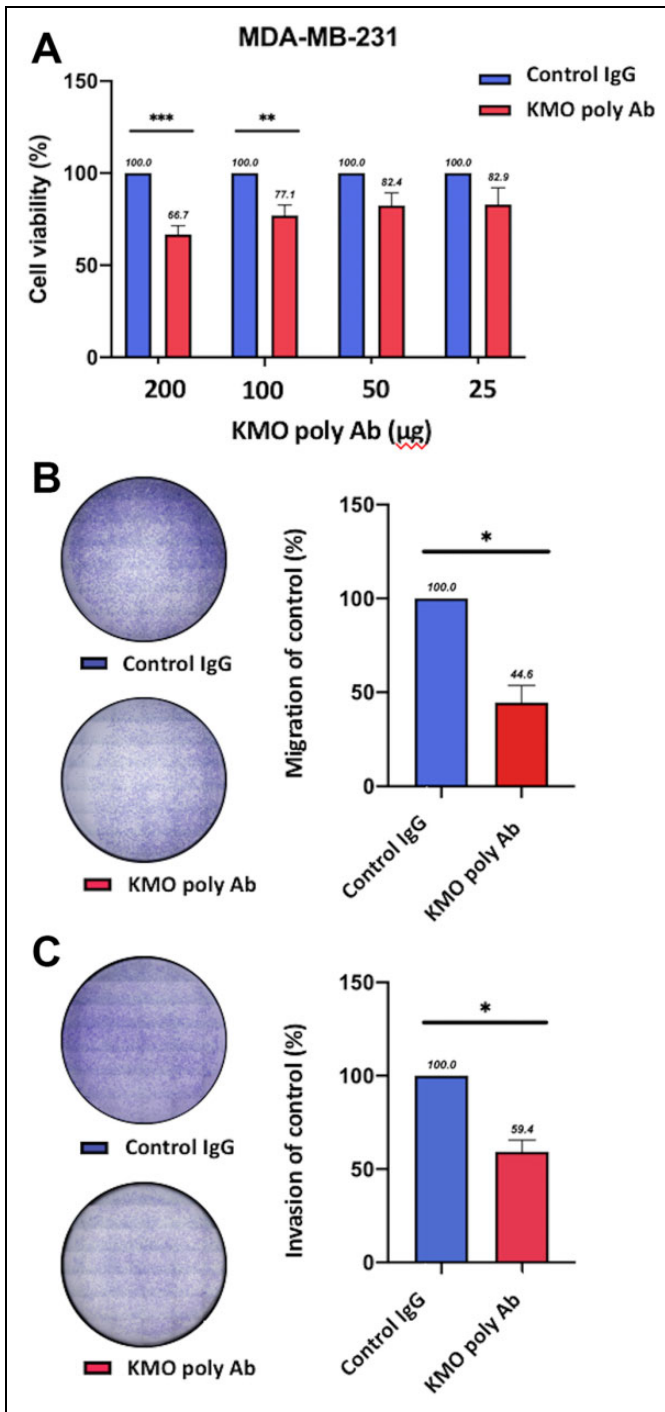 A
MDA-MB-231
Control IgG
KMO poly Ab
Cell viability (%)
150
100
50
0
***
**
100.0
66.7
100.0
77.1
100.0
82.4
100.0
82.9
200
100
50
25
KMO poly Ab (µg)
B
Control IgG
KMO poly Ab
Migration of control (%)
150
100
50
0
*
100.0
44.6
Control IgG
KMO poly Ab
C
Control IgG
KMO poly Ab
Invasion of control (%)
150
100
50
0
*
100.0
59.4
Control IgG
KMO poly Ab